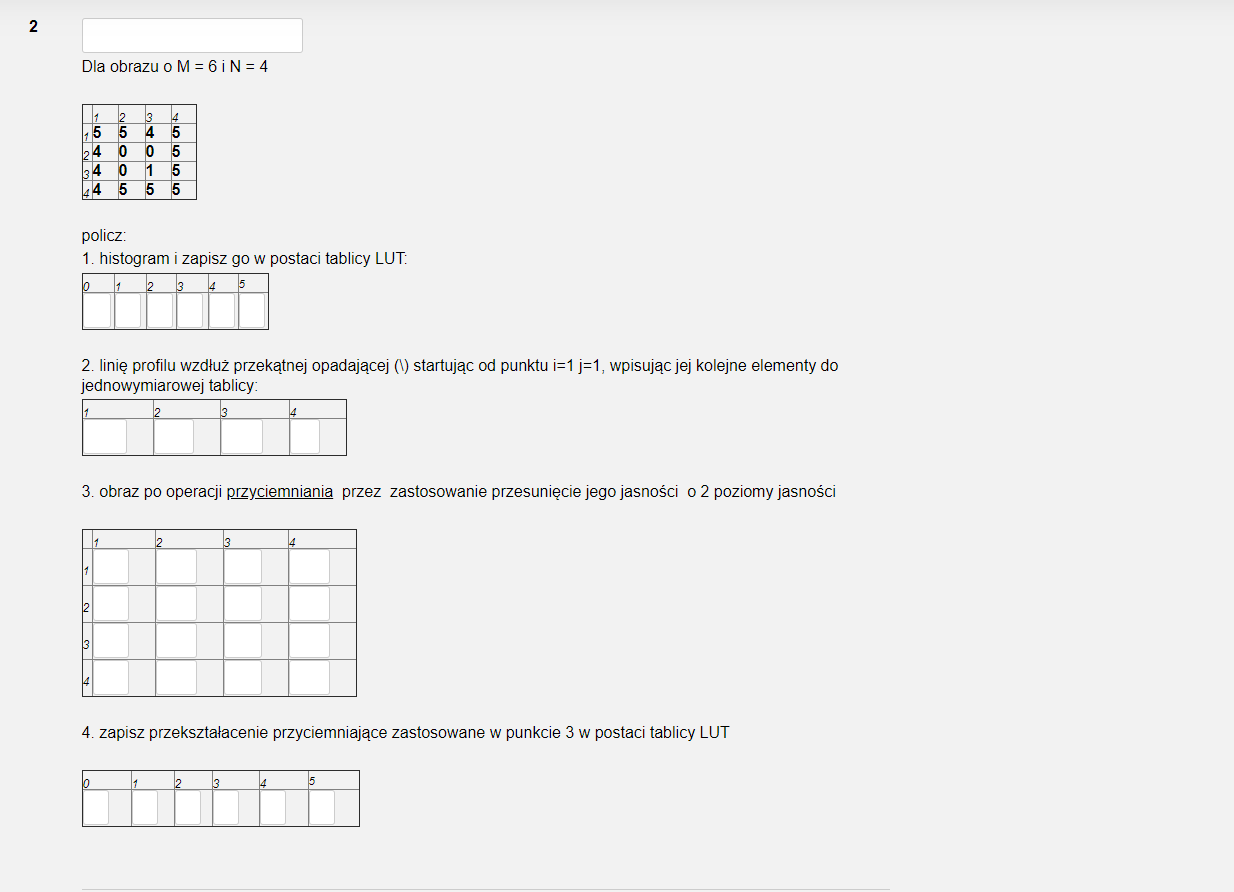 2
Dla obrazu o M = 6 i N = 4
1 2 3 4
1 5 5 4 5
2 4 0 0 5
3 4 0 1 5
4 4 5 5 5
policz:
1. histogram i zapisz go w postaci tablicy LUT:
0 1 2 3 4 5
2. linię profilu wzdłuż przekątnej opadającej (\) startując od punktu i=1 j=1, wpisując jej kolejne elementy do
jednowymiarowej tablicy:
1 2 3 4
3. obraz po operacji przyciemniania przez zastosowanie przesunięcie jego jasności o 2 poziomy jasności
1 2 3 4
1
2
3
4
4. zapisz przekształacenie przyciemniające zastosowane w punkcie 3 w postaci tablicy LUT
0 1 2 3 4 5